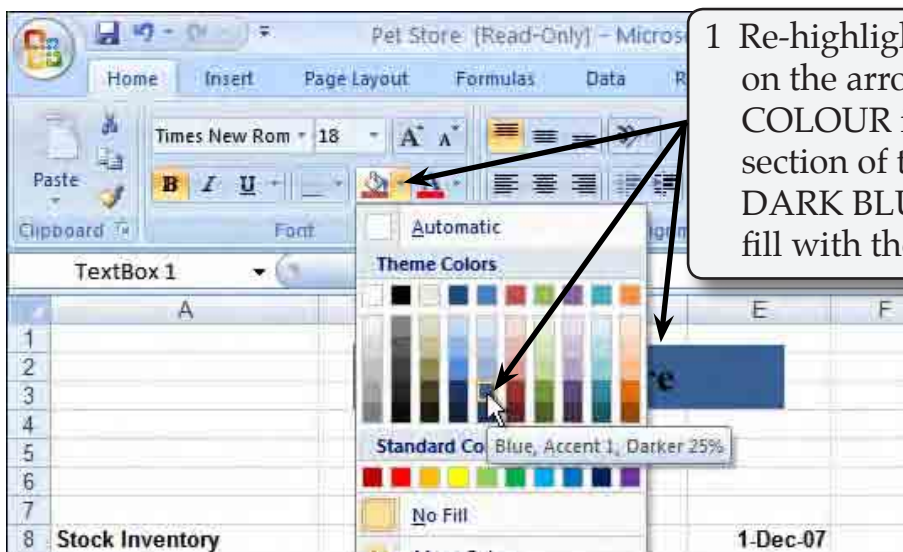 Pet Store [Read-Only] - Micros
Home Insert Page Layout Formulas Data R
Paste
Times New Rom 18 A A
B I U A
Clipboard Font
TextBox 1
Automatic
Theme Colors
Standard Co
Blue, Accent 1, Darker 25%
No Fill
A E F
1
2
3
4
5
6
7
8 Stock Inventory 1-Dec-07
re
1 Re-highligh
on the arro
COLOUR
section of t
DARK BLU
fill with the